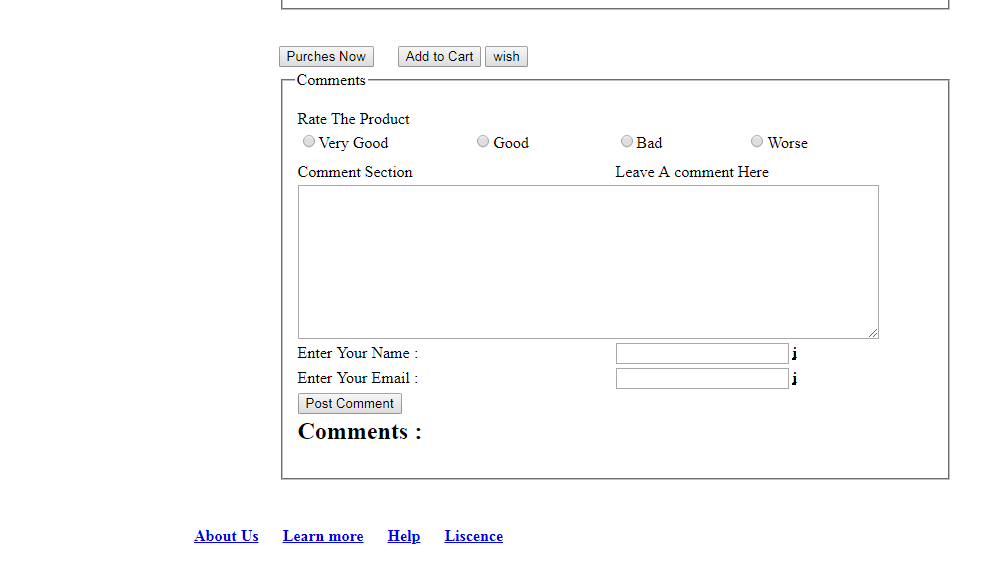 Purches Now Add to Cart wish
Comments
Rate The Product
Very Good Good Bad Worse
Comment Section Leave A comment Here
Enter Your Name : i
Enter Your Email : i
Post Comment
Comments :
About Us Learn more Help Liscence